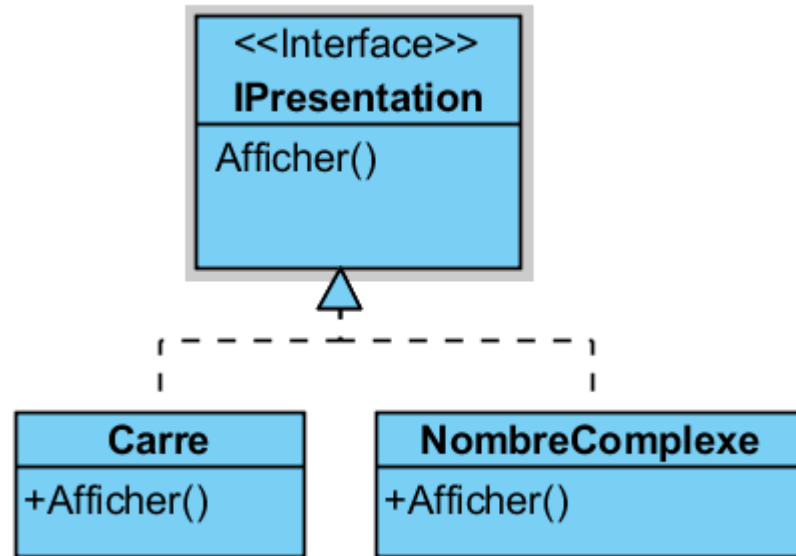 <<Interface>>
IPresentation
Afficher()
Carre
+Afficher()
NombreComplexe
+Afficher()